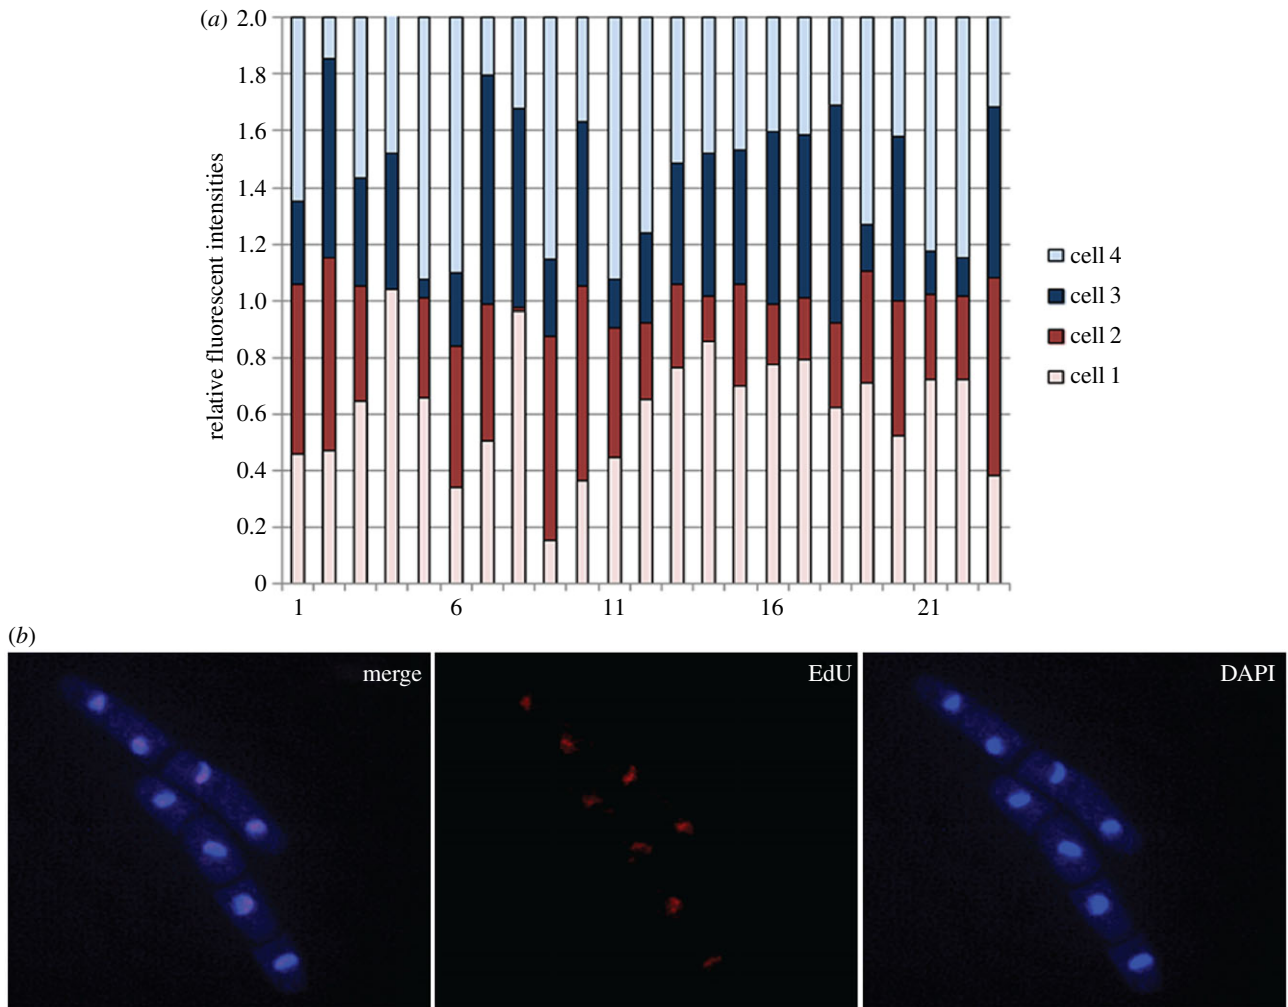 (a)
relative fluorescent intensities
2.0
1.8
1.6
1.4
1.2
1.0
0.8
0.6
0.4
0.2
0
1 6 11 16 21
cell 4
cell 3
cell 2
cell 1
(b)
merge
EdU
DAPI